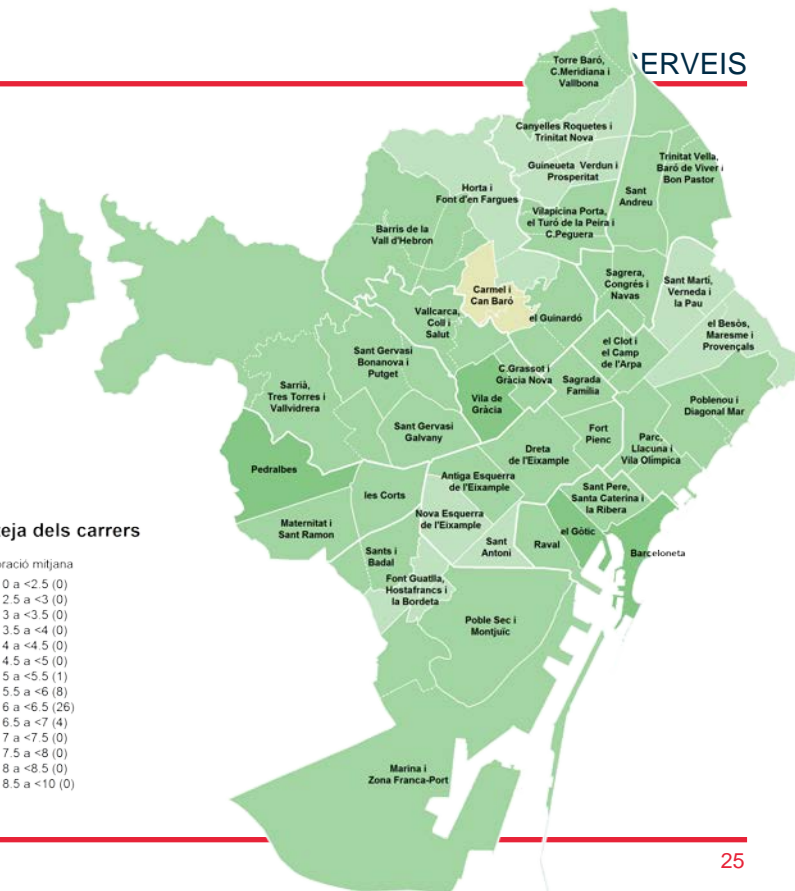 ERVEIS
Torre Baró,
C.Meridiana i
Vallbona
Canyelles Roquetes i
Trinitat Nova
Guineueta Verdun i
Prosperitat
Trinitat Vella,
Baró de Viver i
Bon Pastor
Sant
Andreu
Horta i
Font d'en Fargues
Vilapicina Porta,
el Turó de la Peira i
C.Peguera
Barris de la
Vall d'Hebron
Sagrera,
Congrés i
Navas
Sant Martí,
Verneda i
la Pau
Carmel i
Can Baró
el Guinardó
Vallcarca,
Coll i
Salut
el Besòs,
Maresme i
Provençals
el Clot i
el Camp
de l'Arpa
Sant Gervasi
Bonanova i
Putget
C.Grassot i
Gràcia Nova
Sagrada
Família
Sarrià,
Tres Torres i
Vallvidrera
Vila de
Gràcia
Poblenou i
Diagonal Mar
Sant Gervasi
Galvany
Fort
Pienc
Parc,
Llacuna i
Vila Olímpica
Dreta
de l'Eixample
Pedralbes
Antiga Esquerra
de l'Eixample
les Corts
Sant Pere,
Santa Caterina i
la Ribera
Nova Esquerra
de l'Eixample
Maternitat i
Sant Ramon
el Gòtic
Sant
Antoni
Raval
Barceloneta
Sants i
Badal
Font Guatlla,
Hostafrancs i
la Bordeta
Poble Sec i
Montjuïc
Marina i
Zona Franca-Port
eja dels carrers
oració mitjana
0 a <2.5 (0)
2.5 a <3 (0)
3 a <3.5 (0)
3.5 a <4 (0)
4 a <4.5 (0)
4.5 a <5 (0)
5 a <5.5 (1)
5.5 a <6 (8)
6 a <6.5 (26)
6.5 a <7 (4)
7 a <7.5 (0)
7.5 a <8 (0)
8 a <8.5 (0)
8.5 a <10 (0)
25